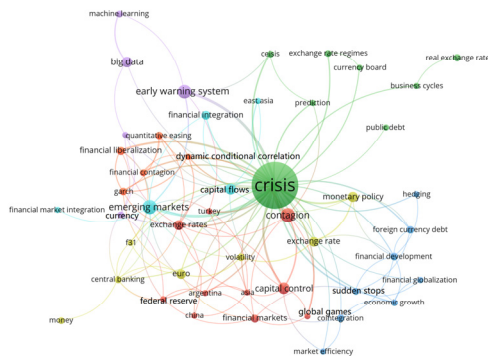 machine learning
ceisis
exchange rate regimes
real exchange rate
big data
currency board
business cycles
early warning system
east asia
prediction
financial integration
public debt
quantitative easing
financial liberalization
dynamic conditional correlation
financial contagion
crisis
garch
capital flows
monetary policy
hedging
emerging markets
financial market integration
currency
turkey
contagion
exchange rates
foreign currency debt
f31
exchange rate
volatility
financial development
euro
central banking
financial globalization
argentina
asia
capital control
sudden stops
federal reserve
economic growth
china
financial markets
global games
cointegration
money
market efficiency